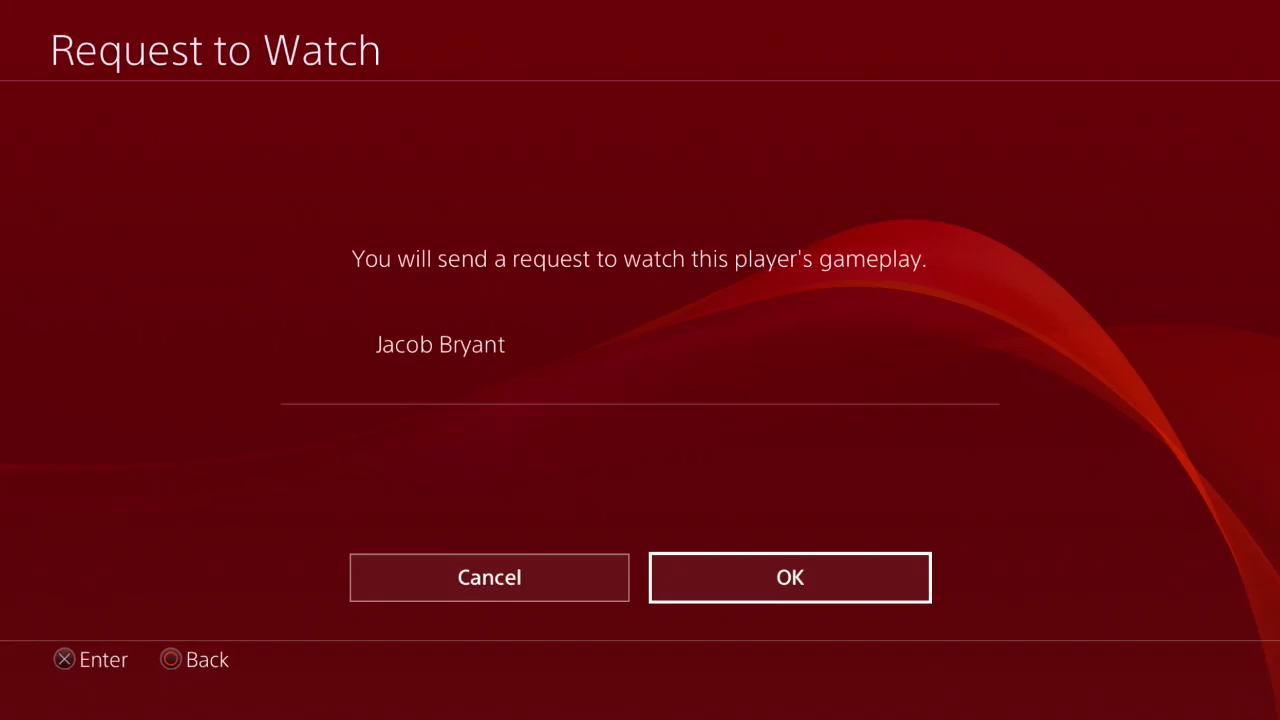 Request to Watch
You will send a request to watch this player's gameplay.
Jacob Bryant
Cancel
OK
Enter
Back